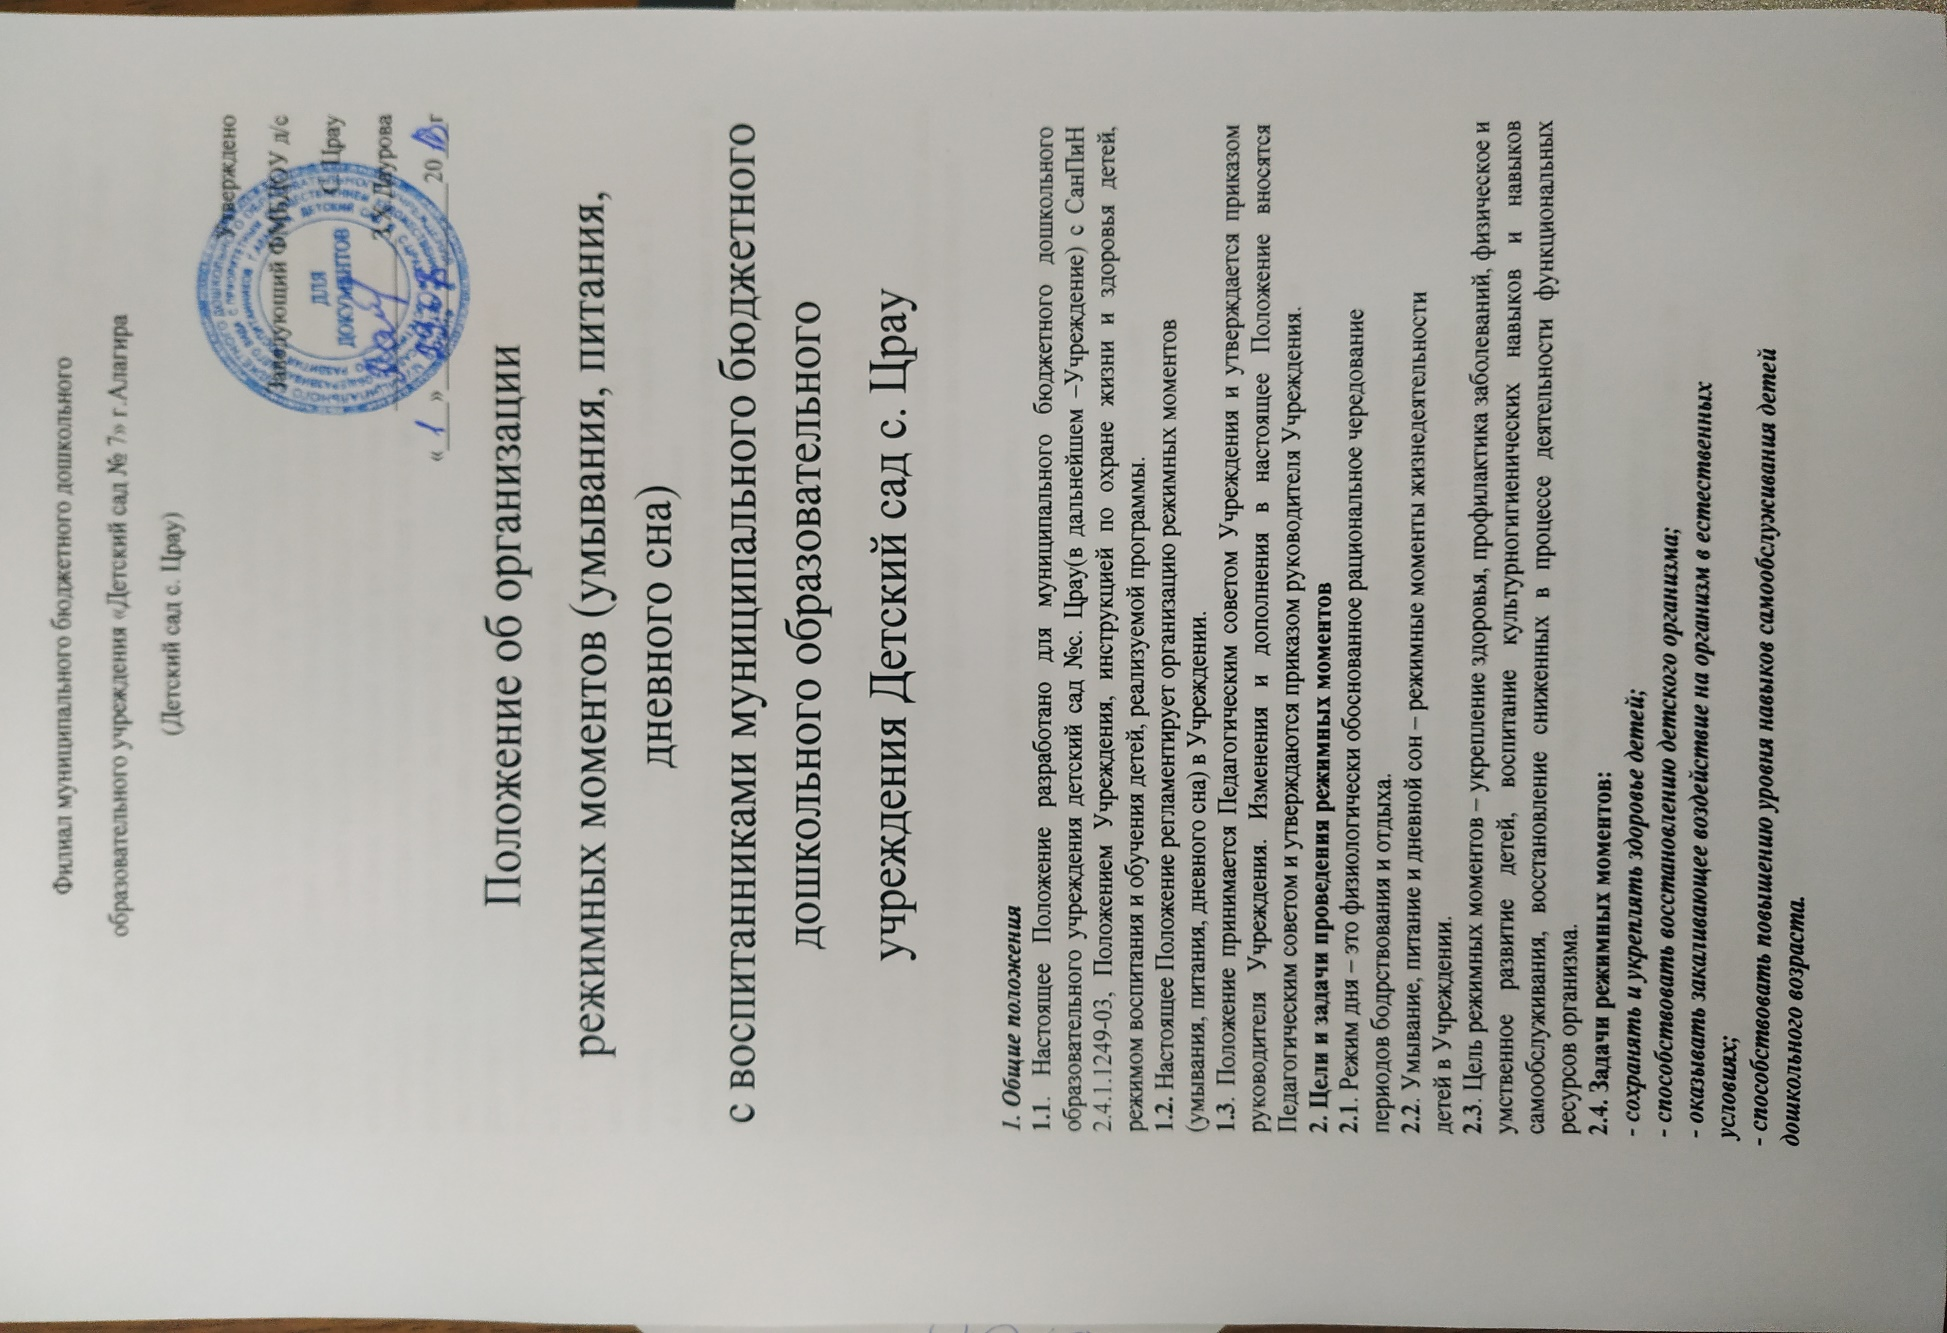 Филиал муниципального бюджетного дошкольного
образовательного учреждения «Детский сад № 7» г.Алагира
(Детский сад с. Црау)
Утверждено
Заведующий ФМБДОУ д/с
с. Црау
Даурова
« 1 » 20 г
ДЛЯ
ДОКУМЕНТОВ
Положение об организации
режимных моментов (умывания, питания,
дневного сна)
с воспитанниками муниципального бюджетного
дошкольного образовательного
учреждения Детский сад с. Црау
1. Общие положения
1.1. Настоящее Положение разработано для муниципального бюджетного дошкольного
образовательного учреждения детский сад №с. Црау(в дальнейшем –Учреждение) с СанПиН
2.4.1.1249-03, Положением Учреждения, инструкцией по охране жизни и здоровья детей,
режимом воспитания и обучения детей, реализуемой программы.
1.2. Настоящее Положение регламентирует организацию режимных моментов
(умывания, питания, дневного сна) в Учреждении.
1.3. Положение принимается Педагогическим советом Учреждения и утверждается приказом
руководителя Учреждения. Изменения и дополнения в настоящее Положение вносятся
Педагогическим советом и утверждаются приказом руководителя Учреждения.
2. Цели и задачи проведения режимных моментов
2.1. Режим дня – это физиологически обоснованное рациональное чередование
периодов бодрствования и отдыха.
2.2. Умывание, питание и дневной сон – режимные моменты жизнедеятельности
детей в Учреждении.
2.3. Цель режимных моментов – укрепление здоровья, профилактика заболеваний, физическое и
умственное развитие детей, воспитание культурногигиенических навыков и навыков
самообслуживания, восстановление сниженных в процессе деятельности функциональных
ресурсов организма.
2.4. Задачи режимных моментов:
- сохранять и укреплять здоровье детей;
- способствовать восстановлению детского организма;
- оказывать закаливающее воздействие на организм в естественных
условиях;
- способствовать повышению уровня навыков самообслуживания детей
дошкольного возраста.